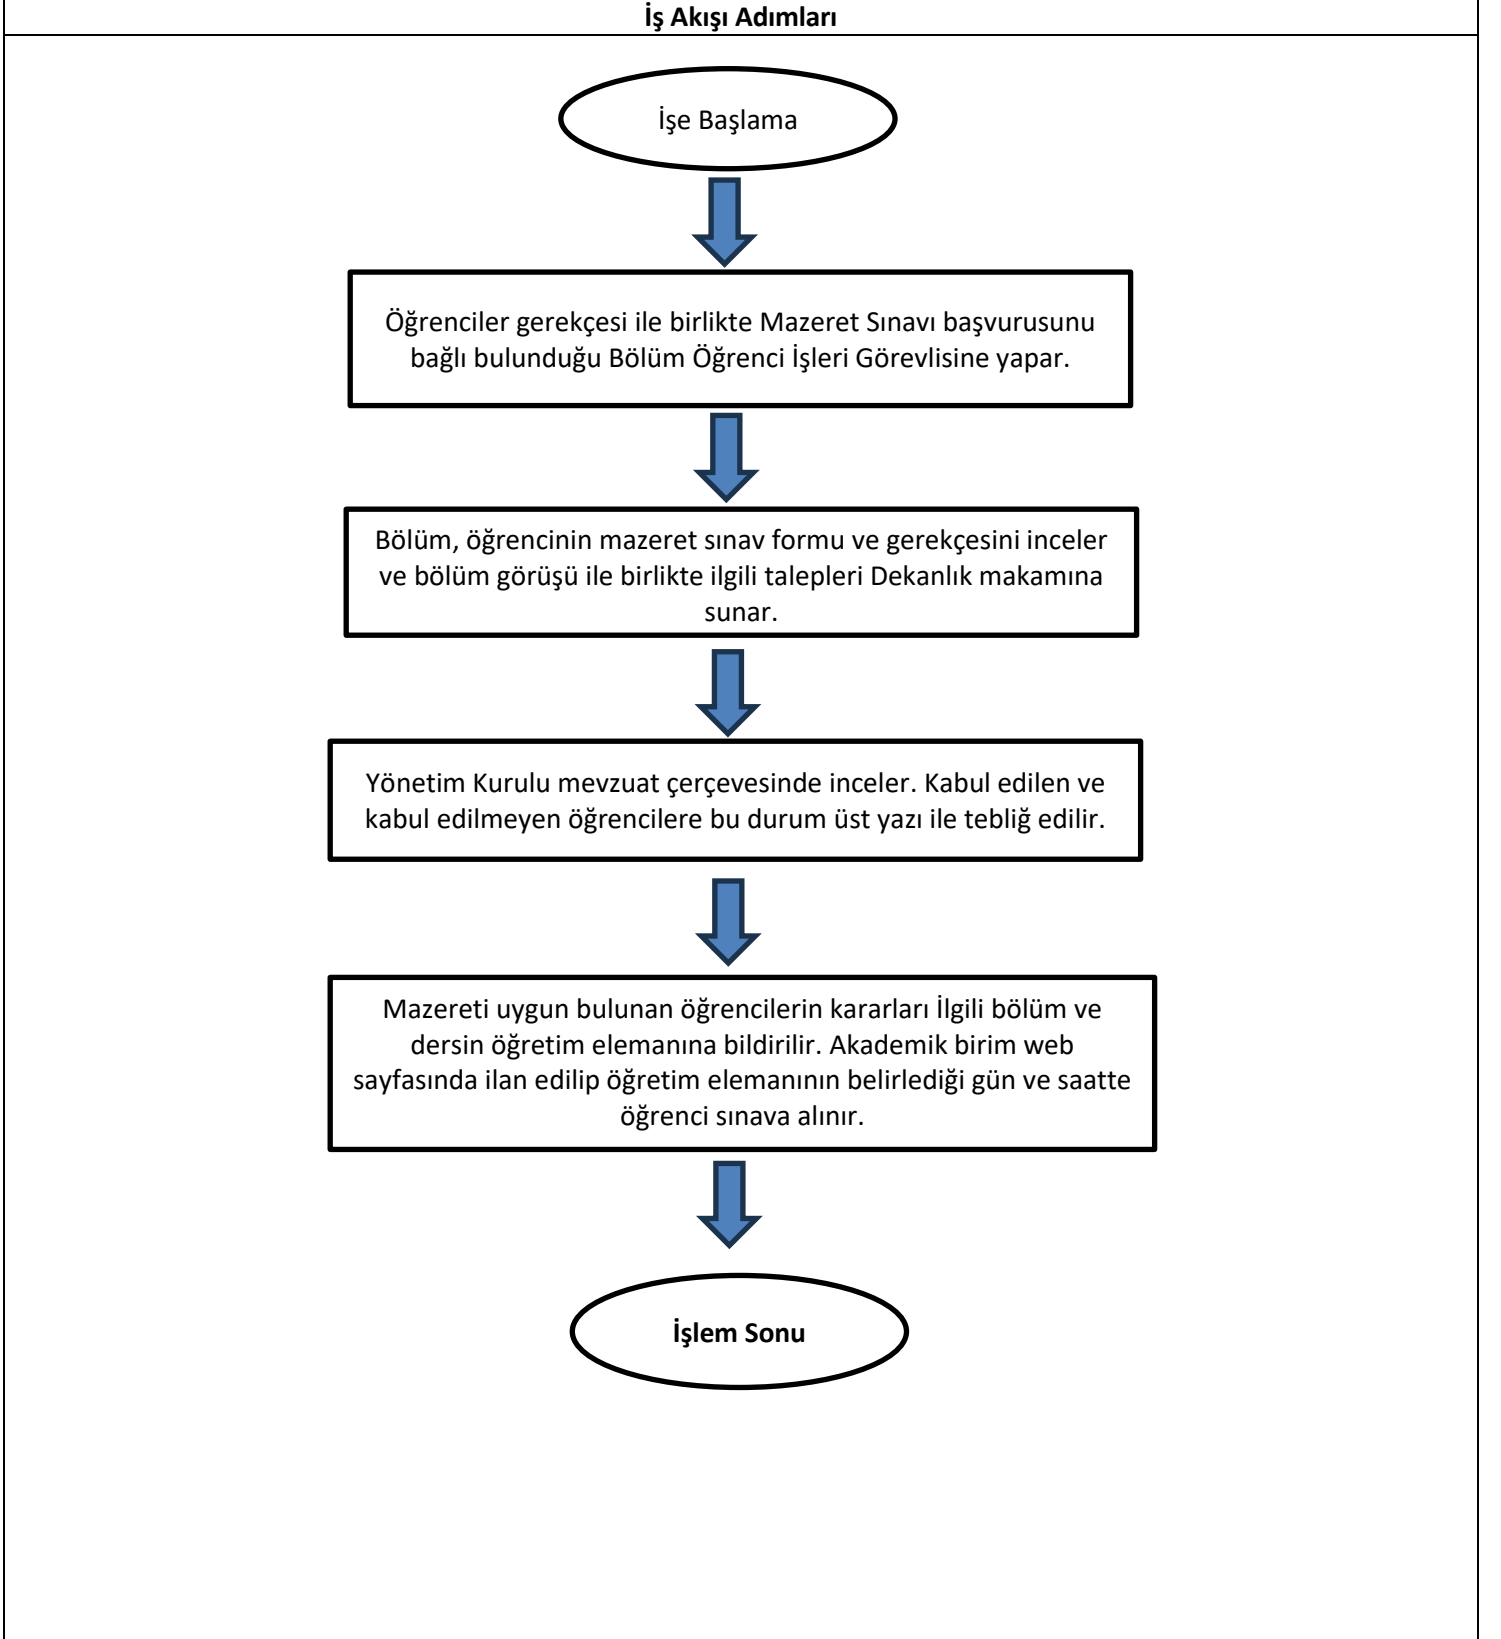 İş Akışı Adımları
İşe Başlama
Öğrenciler gerekçesi ile birlikte Mazeret Sınavı başvurusunu
bağlı bulunduğu Bölüm Öğrenci İşleri Görevlisine yapar.
Bölüm, öğrencinin mazeret sınav formu ve gerekçesini inceler
ve bölüm görüşü ile birlikte ilgili talepleri Dekanlık makamına
sunar.
Yönetim Kurulu mevzuat çerçevesinde inceler. Kabul edilen ve
kabul edilmeyen öğrencilere bu durum üst yazı ile tebliğ edilir.
Mazereti uygun bulunan öğrencilerin kararları İlgili bölüm ve
dersin öğretim elemanına bildirilir. Akademik birim web
sayfasında ilan edilip öğretim elemanının belirlediği gün ve saatte
öğrenci sınava alınır.
İşlem Sonu